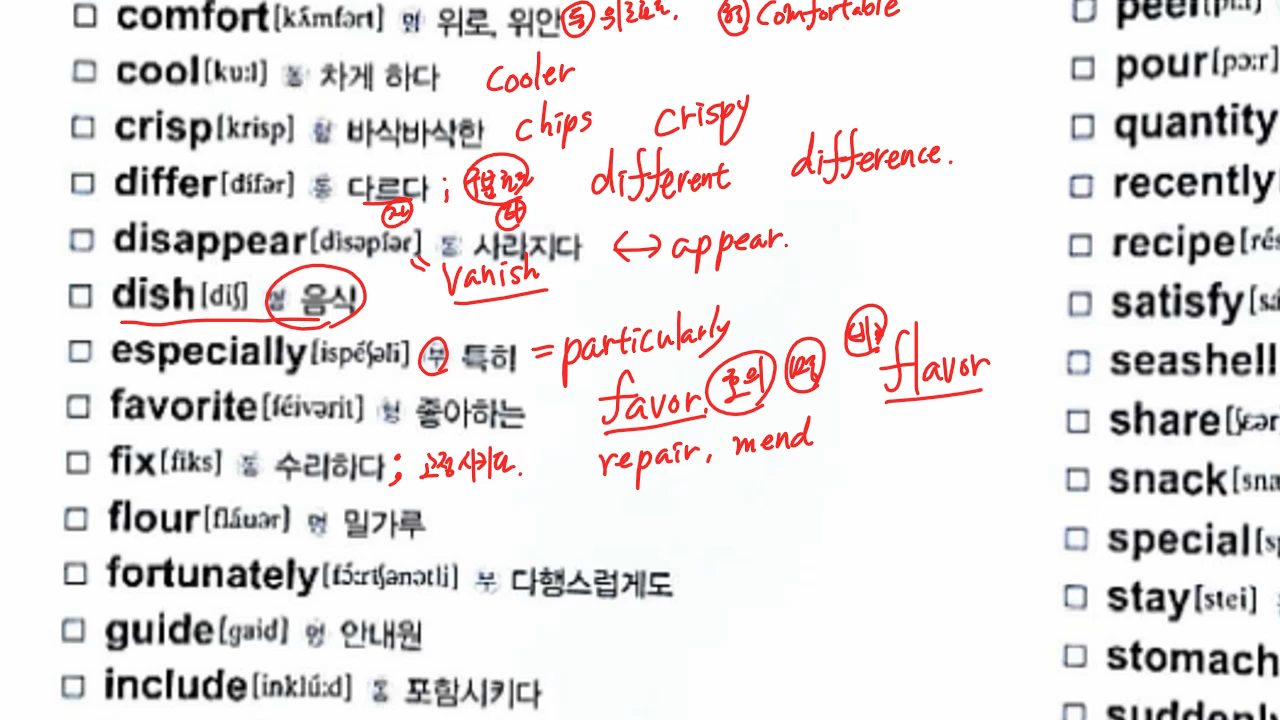 □ comfort[kʌ́mfərt] 명 위로, 위안 동 위로하다. 형 Comfortable
□ cool[ku:l] 동 차게 하다 Cooler
□ crisp[krisp] 형 바삭바삭한 chips crispy
□ differ[dífər] 동 다르다 ; different difference.
□ disappear[dìsəpíər] 동 사라지다 ↔ appear.
= Vanish
□ dish[diʃ] 명 음식
□ especially[ispéʃəli] 부 특히 = particularly
□ favorite[féivərit] 형 좋아하는 favor. 호의 flavor
□ fix[fiks] 동 수리하다 ; 고정시키다. repair, mend
□ flour[fláuər] 명 밀가루
□ fortunately[fɔ́:rtʃənətli] 부 다행스럽게도
□ guide[gaid] 명 안내원
□ include[inklú:d] 동 포함시키다
□ peel
□ pour[pɔ:r]
□ quantity
□ recently
□ recipe
□ satisfy
□ seashell
□ share
□ snack
□ special
□ stay[stei]
□ stomach